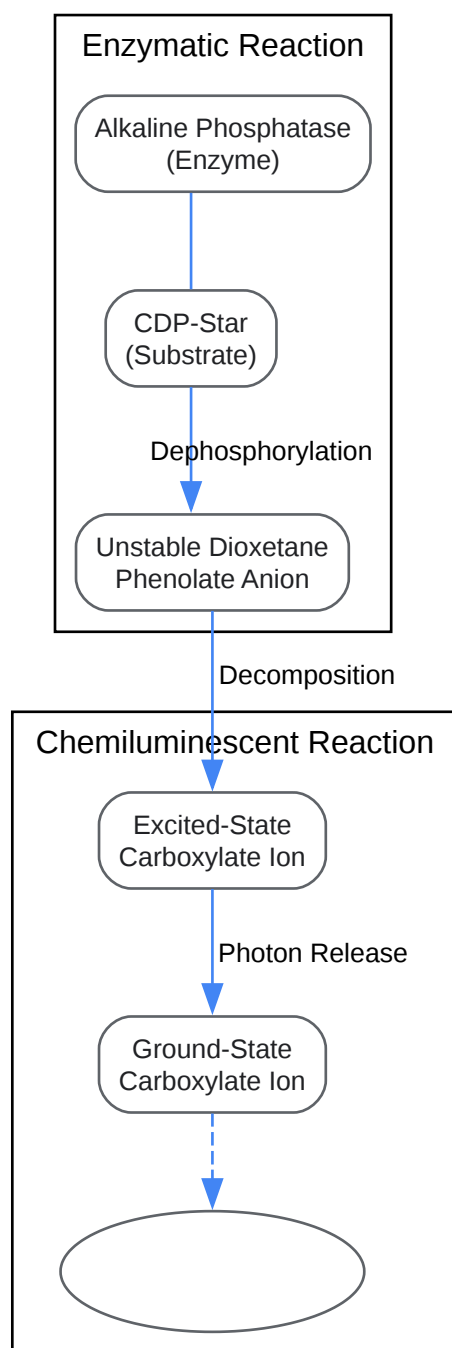 Enzymatic Reaction
Alkaline Phosphatase
(Enzyme)
CDP-Star
(Substrate)
Dephosphorylation
Unstable Dioxetane
Phenolate Anion
Decomposition
Chemiluminescent Reaction
Excited-State
Carboxylate Ion
Photon Release
Ground-State
Carboxylate Ion